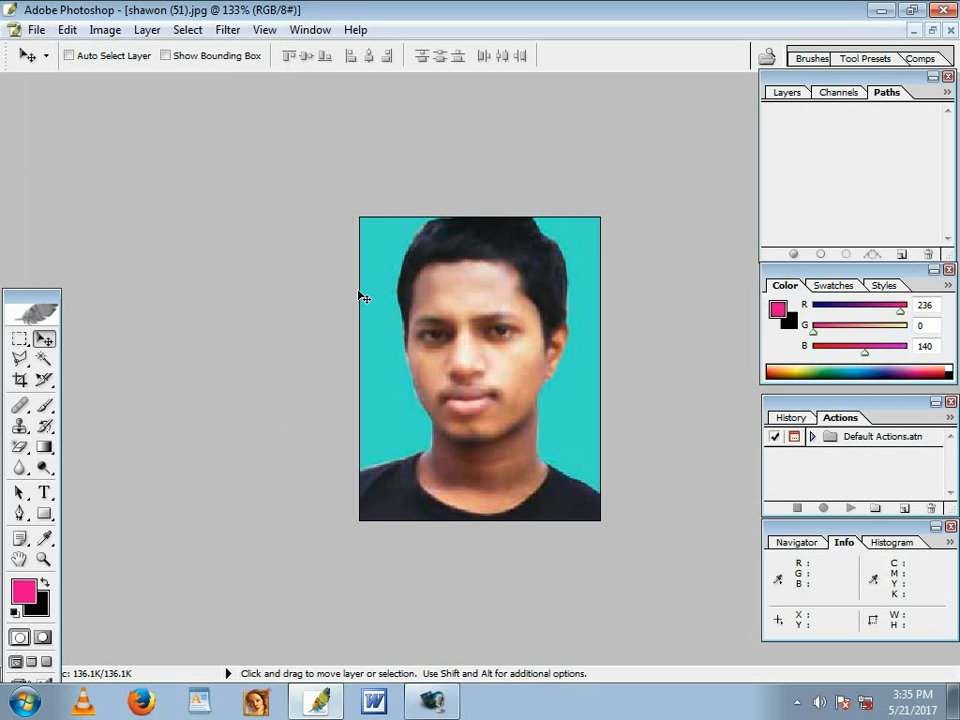 Adobe Photoshop - [shawon (51).jpg @ 133% (RGB/8#)]
File Edit Image Layer Select Filter View Window Help
Auto Select Layer Show Bounding Box
Brushes Tool Presets Comps
Layers Channels Paths
Color Swatches Styles
R 236
G 0
B 140
History Actions
Default Actions.atn
Navigator Info Histogram
R : C :
G : M :
B : Y :
K :
X : W :
Y : H :
T
c: 136.1K/136.1K Click and drag to move layer or selection. Use Shift and Alt for additional options.
W
3:35 PM
5/21/2017